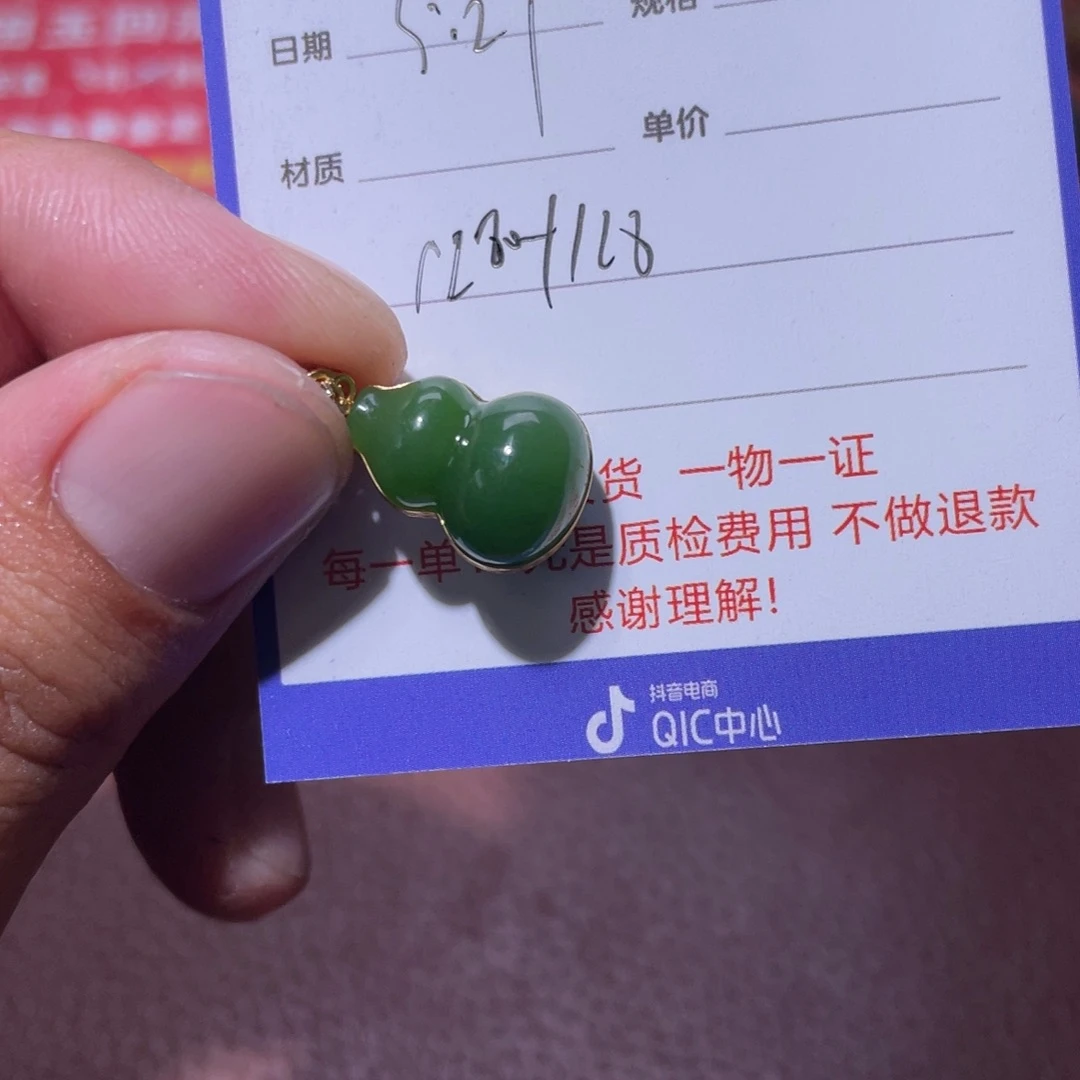 日期 5.21 规格
材质 单价
货 一物一证
每一单 元是质检费用 不做退款
感谢理解!
抖音电商
QIC中心